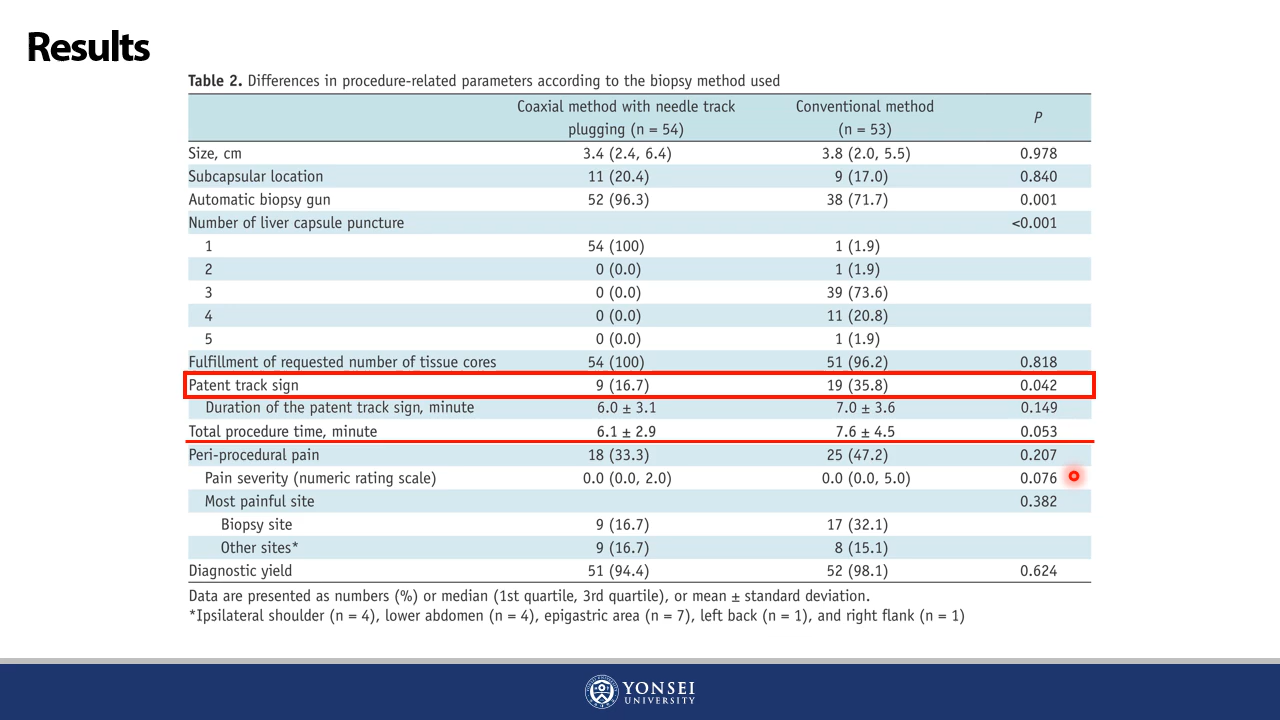 Results
Table 2. Differences in procedure-related parameters according to the biopsy method used
Coaxial method with needle track plugging (n = 54) Conventional method (n = 53) P
Size, cm 3.4 (2.4, 6.4) 3.8 (2.0, 5.5) 0.978
Subcapsular location 11 (20.4) 9 (17.0) 0.840
Automatic biopsy gun 52 (96.3) 38 (71.7) 0.001
Number of liver capsule puncture <0.001
1 54 (100) 1 (1.9)
2 0 (0.0) 1 (1.9)
3 0 (0.0) 39 (73.6)
4 0 (0.0) 11 (20.8)
5 0 (0.0) 1 (1.9)
Fulfillment of requested number of tissue cores 54 (100) 51 (96.2) 0.818
Patent track sign 9 (16.7) 19 (35.8) 0.042
Duration of the patent track sign, minute 6.0 ± 3.1 7.0 ± 3.6 0.149
Total procedure time, minute 6.1 ± 2.9 7.6 ± 4.5 0.053
Peri-procedural pain 18 (33.3) 25 (47.2) 0.207
Pain severity (numeric rating scale) 0.0 (0.0, 2.0) 0.0 (0.0, 5.0) 0.076
Most painful site 0.382
Biopsy site 9 (16.7) 17 (32.1)
Other sites* 9 (16.7) 8 (15.1)
Diagnostic yield 51 (94.4) 52 (98.1) 0.624
Data are presented as numbers (%) or median (1st quartile, 3rd quartile), or mean ± standard deviation.
*Ipsilateral shoulder (n = 4), lower abdomen (n = 4), epigastric area (n = 7), left back (n = 1), and right flank (n = 1)
YONSEI
UNIVERSITY